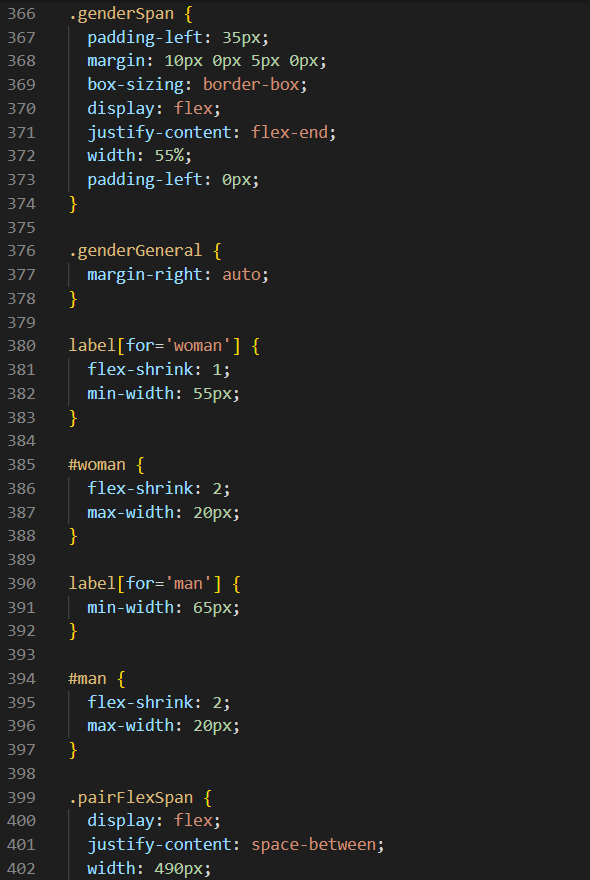 366 .genderSpan {
367 padding-left: 35px;
368 margin: 10px 0px 5px 0px;
369 box-sizing: border-box;
370 display: flex;
371 justify-content: flex-end;
372 width: 55%;
373 padding-left: 0px;
374 }
375
376 .genderGeneral {
377 margin-right: auto;
378 }
379
380 label[for='woman'] {
381 flex-shrink: 1;
382 min-width: 55px;
383 }
384
385 #woman {
386 flex-shrink: 2;
387 max-width: 20px;
388 }
389
390 label[for='man'] {
391 min-width: 65px;
392 }
393
394 #man {
395 flex-shrink: 2;
396 max-width: 20px;
397 }
398
399 .pairFlexSpan {
400 display: flex;
401 justify-content: space-between;
402 width: 490px;